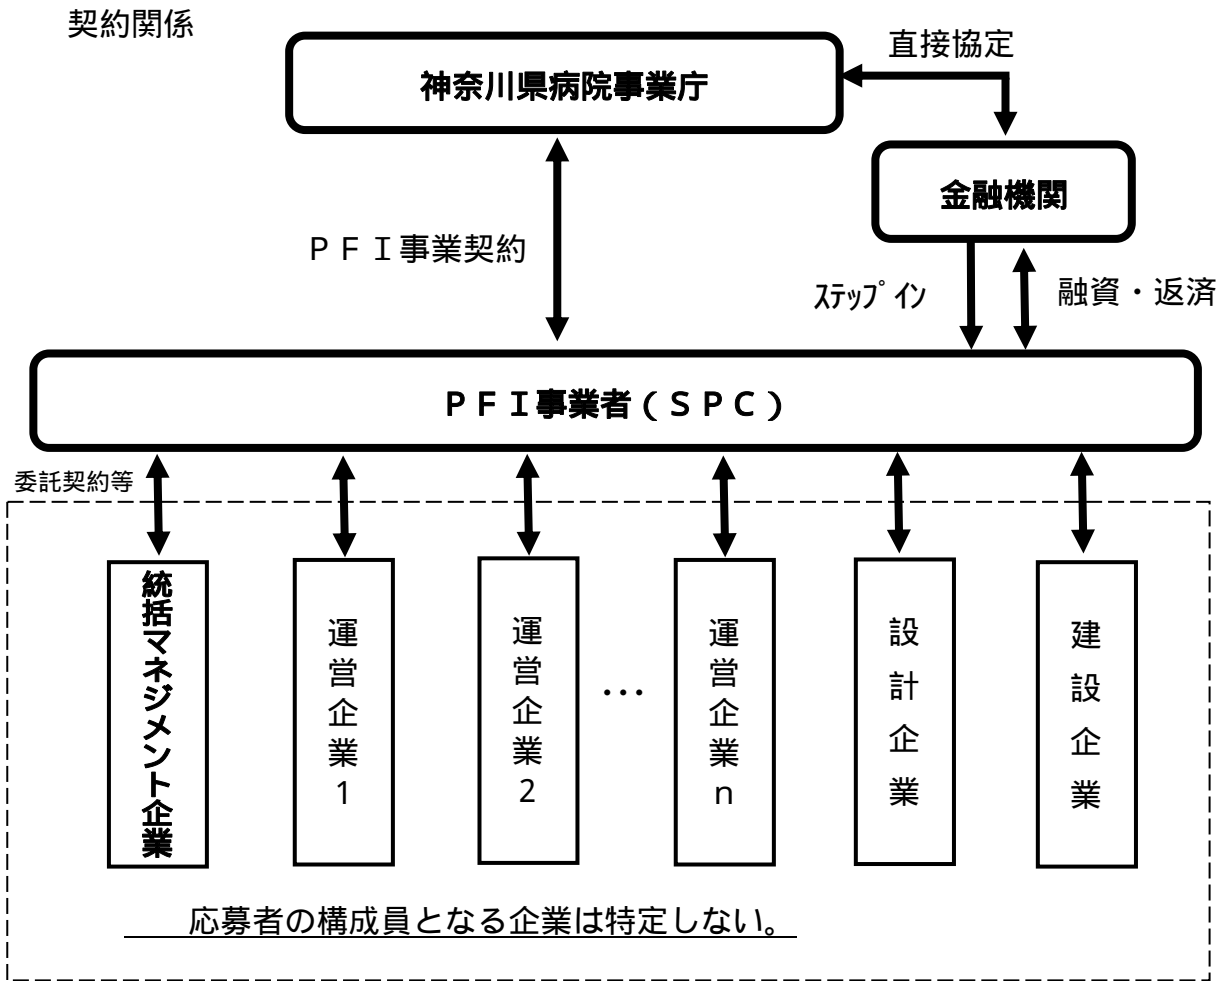 契約関係
直接協定
神奈川県病院事業庁
金融機関
ＰＦＩ事業契約
ｽﾃｯﾌﾟｲﾝ
融資・返済
ＰＦＩ事業者（ＳＰＣ）
委託契約等
統括マネジメント企業
運営企業1
運営企業2
…
運営企業n
設計企業
建設企業
応募者の構成員となる企業は特定しない。